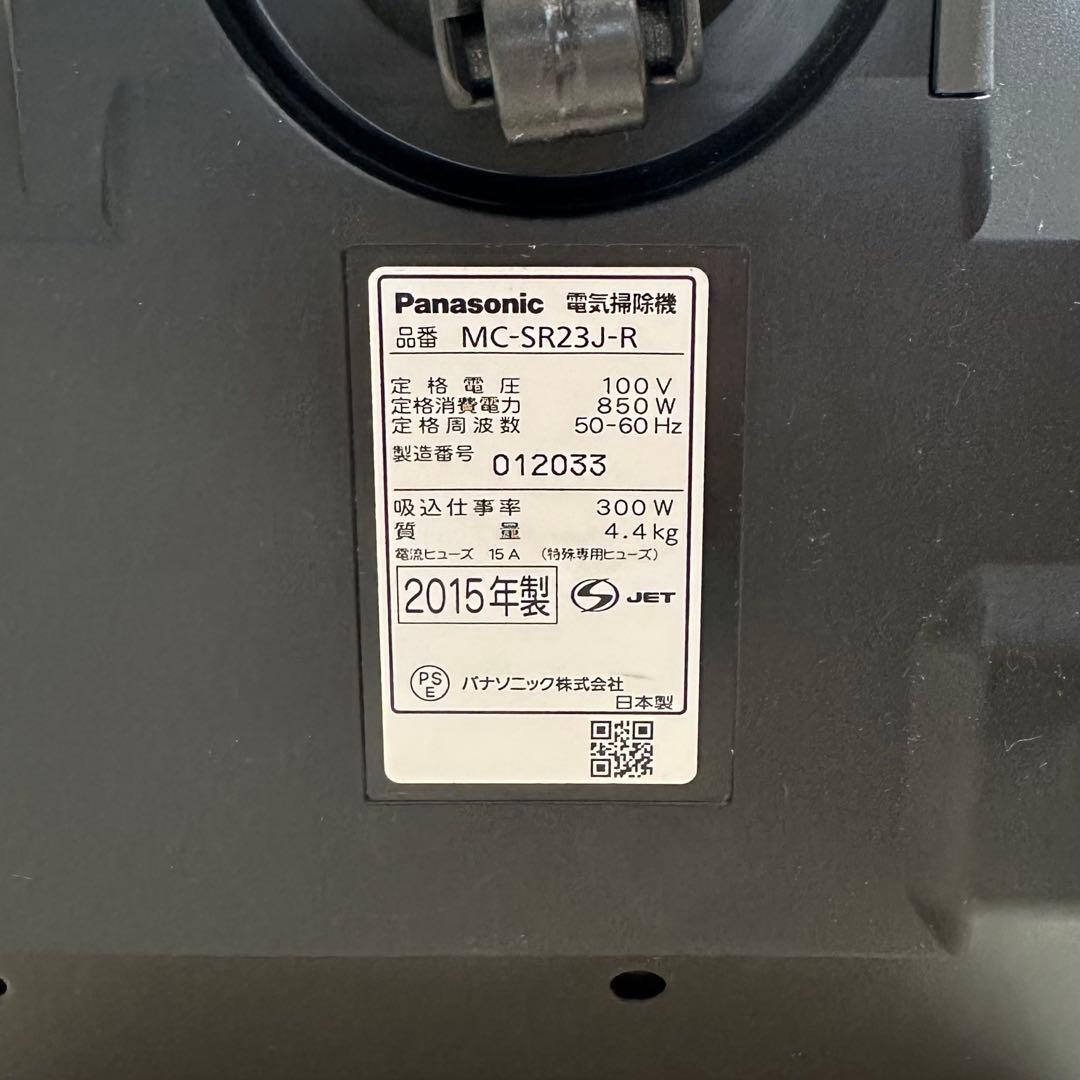 Panasonic 電気掃除機
品番 MC-SR23J-R
定格電圧 100V
定格消費電力 850W
定格周波数 50-60Hz
製造番号 012033
吸込仕事率 300W
質量 4.4kg
電流ヒューズ 15A (特殊専用ヒューズ)
2015年製 JET
PSE パナソニック株式会社
日本製